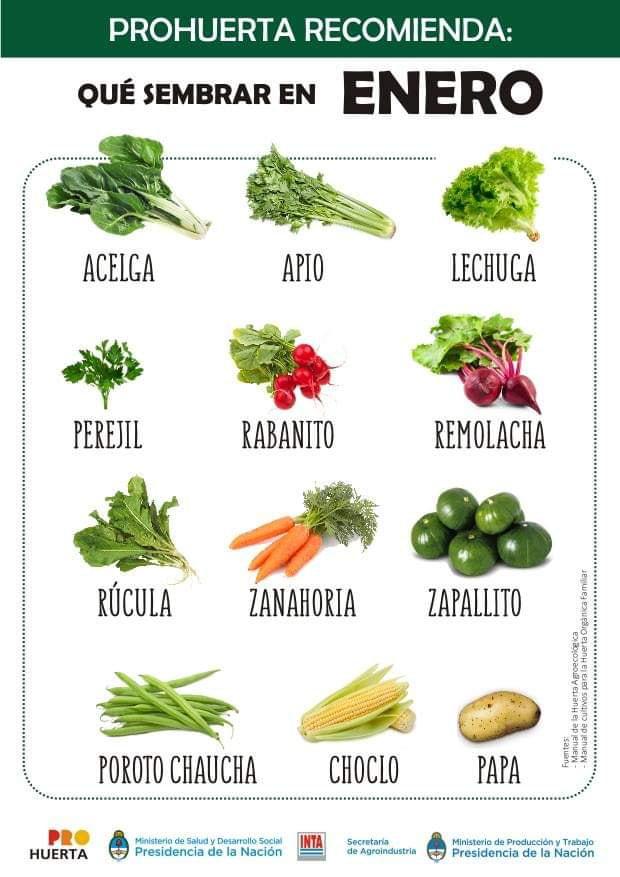 PROHUERTA RECOMIENDA:
QUÉ SEMBRAR EN ENERO
ACELGA
APIO
LECHUGA
PEREJIL
RABANITO
REMOLACHA
RÚCULA
ZANAHORIA
ZAPALLITO
POROTO CHAUCHA
CHOCLO
PAPA
Fuentes:
- Manual de la Huerta Agroecológica
- Manual de cultivos para la Huerta Orgánica Familiar
PRO
HUERTA
Ministerio de Salud y Desarrollo Social
Presidencia de la Nación
INTA
Secretaría
de Agroindustria
Ministerio de Producción y Trabajo
Presidencia de la Nación